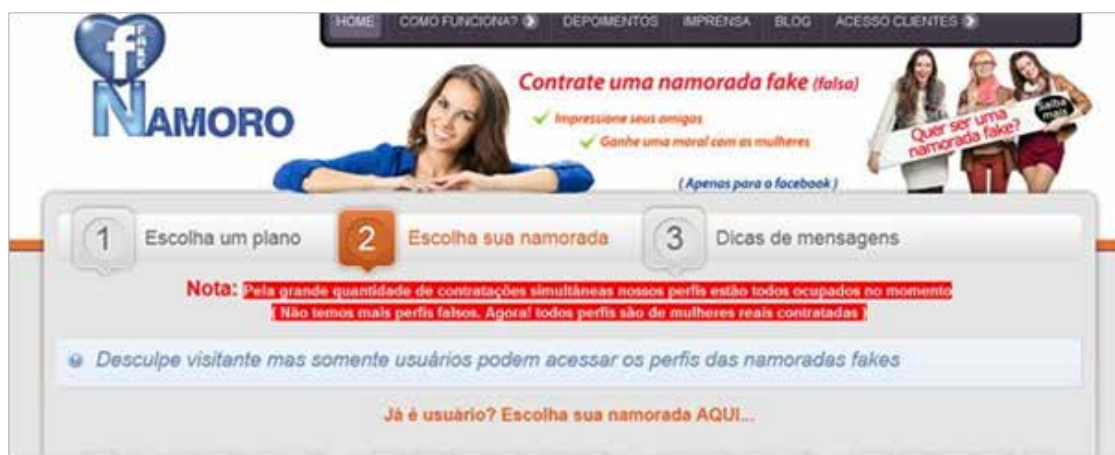 HOME COMO FUNCIONA? DEPOIMENTOS IMPRENSA BLOG ACESSO CLIENTES
f FAKE
NAMORO
Contrate uma namorada fake (falsa)
Impressione seus amigos
Ganhe uma moral com as mulheres
(Apenas para o facebook)
Quer ser uma
namorada fake?
Saiba
mais
1 Escolha um plano 2 Escolha sua namorada 3 Dicas de mensagens
Nota: Pela grande quantidade de contratações simultâneas nossos perfis estão todos ocupados no momento
( Não temos mais perfis falsos. Agora! todos perfis são de mulheres reais contratadas )
Desculpe visitante mas somente usuários podem acessar os perfis das namoradas fakes
Já é usuário? Escolha sua namorada AQUI...